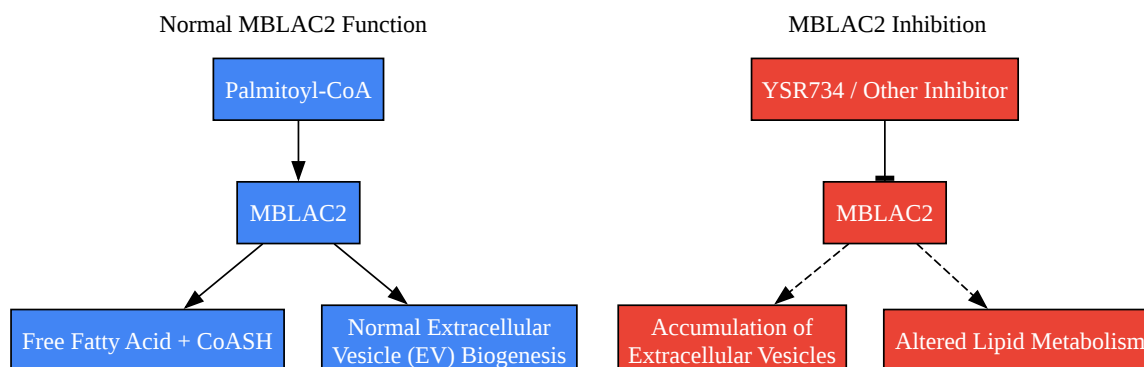 Normal MBLAC2 Function
MBLAC2 Inhibition
Palmitoyl-CoA
YSR734 / Other Inhibitor
MBLAC2
MBLAC2
Free Fatty Acid + CoASH
Normal Extracellular
Vesicle (EV) Biogenesis
Accumulation of
Extracellular Vesicles
Altered Lipid Metabolism